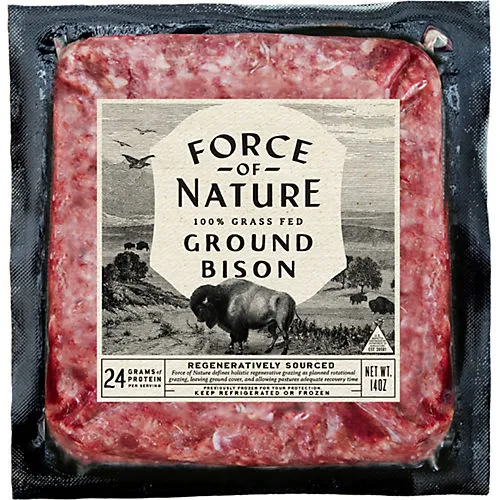 FORCE
OF
NATURE
100% GRASS FED
GROUND
BISON
REGENERATIVELY SOURCED
24 GRAMS of PROTEIN PER SERVING
Force of Nature defines holistic regenerative grazing as planned rotational
grazing, leaving ground cover, and allowing pastures adequate recovery time
PREVIOUSLY FROZEN FOR YOUR PROTECTION.
KEEP REFRIGERATED OR FROZEN
NET WT.
14OZ